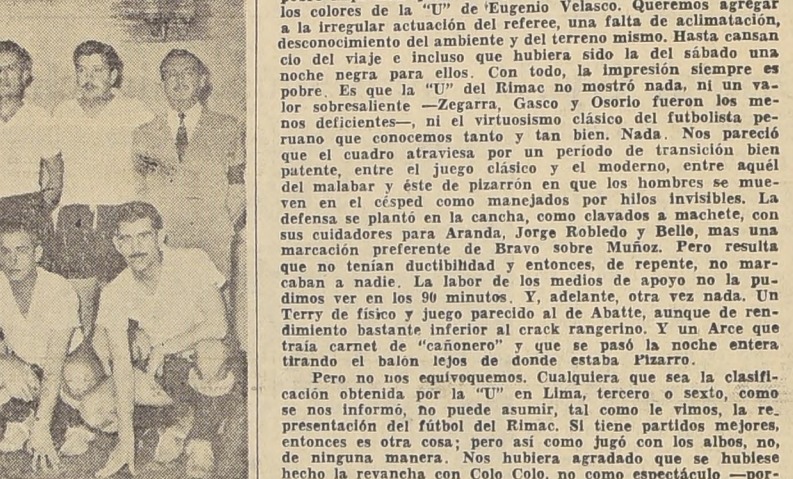 los colores de la "U" de Eugenio Velasco. Queremos agregar
a la irregular actuación del referee, una falta de aclimatación,
desconocimiento del ambiente y del terreno mismo. Hasta cansan
cio del viaje e incluso que hubiera sido la del sábado una
noche negra para ellos. Con todo, la impresión siempre es
pobre. Es que la "U" del Rimac no mostró nada, ni un va-
lor sobresaliente —Zegarra, Gasco y Osorio fueron los me-
nos deficientes—, ni el virtuosismo clásico del futbolista pe-
ruano que conocemos tanto y tan bien. Nada. Nos pareció
que el cuadro atraviesa por un período de transición bien
patente, entre el juego clásico y el moderno, entre aquél
del malabar y éste de pizarrón en que los hombres se mue-
ven en el césped como manejados por hilos invisibles. La
defensa se plantó en la cancha, como clavados a machete, con
sus cuidadores para Aranda, Jorge Robledo y Bello, mas una
marcación preferente de Bravo sobre Muñoz. Pero resulta
que no tenían ductibilidad y entonces, de repente, no mar-
caban a nadie. La labor de los medios de apoyo no la pu-
dimos ver en los 90 minutos. Y, adelante, otra vez nada. Un
Terry de físico y juego parecido al de Abatte, aunque de ren-
dimiento bastante inferior al crack rangerino. Y un Arce que
traía carnet de "cañonero" y que se pasó la noche entera
tirando el balón lejos de donde estaba Pizarro.
Pero no nos equivoquemos. Cualquiera que sea la clasifi-
cación obtenida por la "U" en Lima, tercero o sexto, como
se nos informó, no puede asumir, tal como le vimos, la re-
presentación del fútbol del Rimac. Si tiene partidos mejores,
entonces es otra cosa; pero así como jugó con los albos, no,
de ninguna manera. Nos hubiera agradado que se hubiese
hecho la revancha con Colo Colo, no como espectáculo —por-